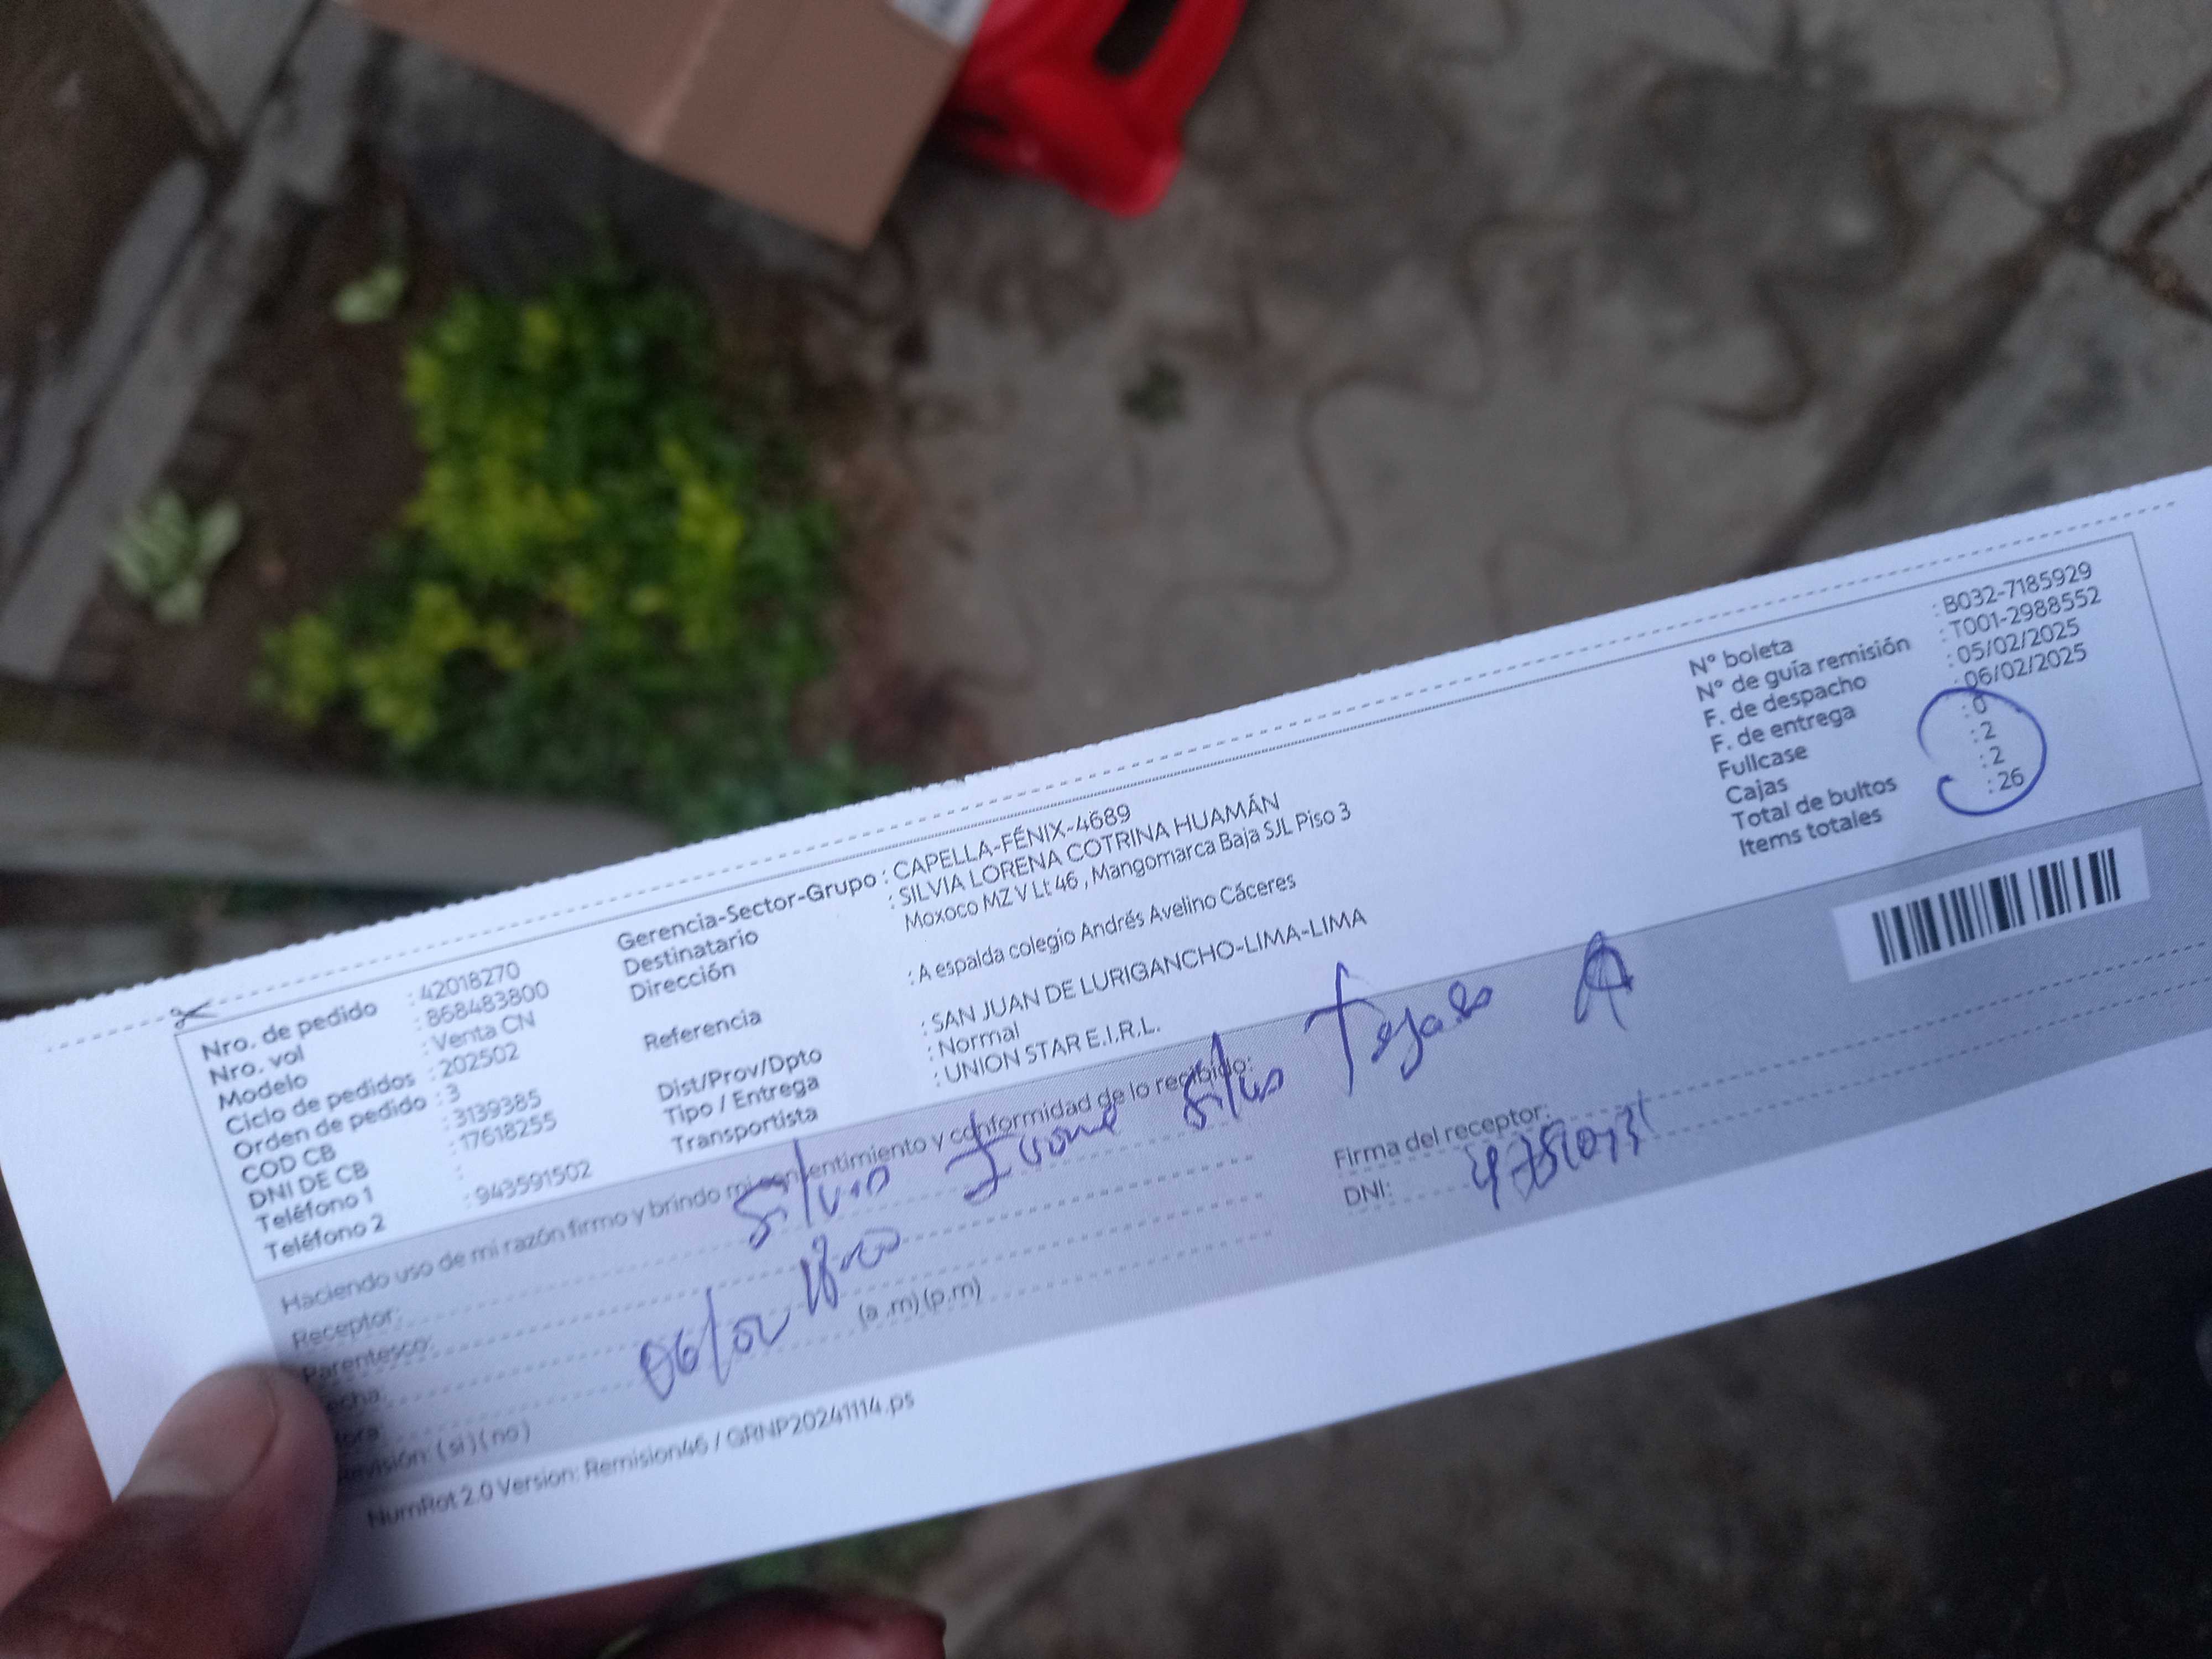 Nro. de pedido : 42018270
Nro. vol : 868483800
Modelo : Venta CN
Ciclo de pedidos : 202502
Orden de pedido : 3
COD CB : 3139385
DNI DE CB : 17618255
Teléfono 1 :
Teléfono 2 : 943591502
Gerencia-Sector-Grupo : CAPELLA-FÉNIX-4689
Destinatario : SILVIA LORENA COTRINA HUAMÁN
Dirección Moxoco MZ V Lt 46 , Mangomarca Baja SJL Piso 3
Referencia : A espalda colegio Andrés Avelino Cáceres
Dist/Prov/Dpto : SAN JUAN DE LURIGANCHO-LIMA-LIMA
Tipo / Entrega : Normal
Transportista : UNION STAR E.I.R.L.
N° boleta : B032-7185929
N° de guía remisión : T001-2988552
F. de despacho : 05/02/2025
F. de entrega : 06/02/2025
Fullcase : 0
Cajas : 2
Total de bultos : 2
Items totales : 26
Haciendo uso de mi razón firmo y brindo mi consentimiento y conformidad de lo recibido:
Receptor:
Parentesco:
echa:
ora
(a .m) (p.m)
evisión: (si) (no)
Firma del receptor:
DNI:
NumRot 2.0 Version: Remision46 / GRNP20241114.ps